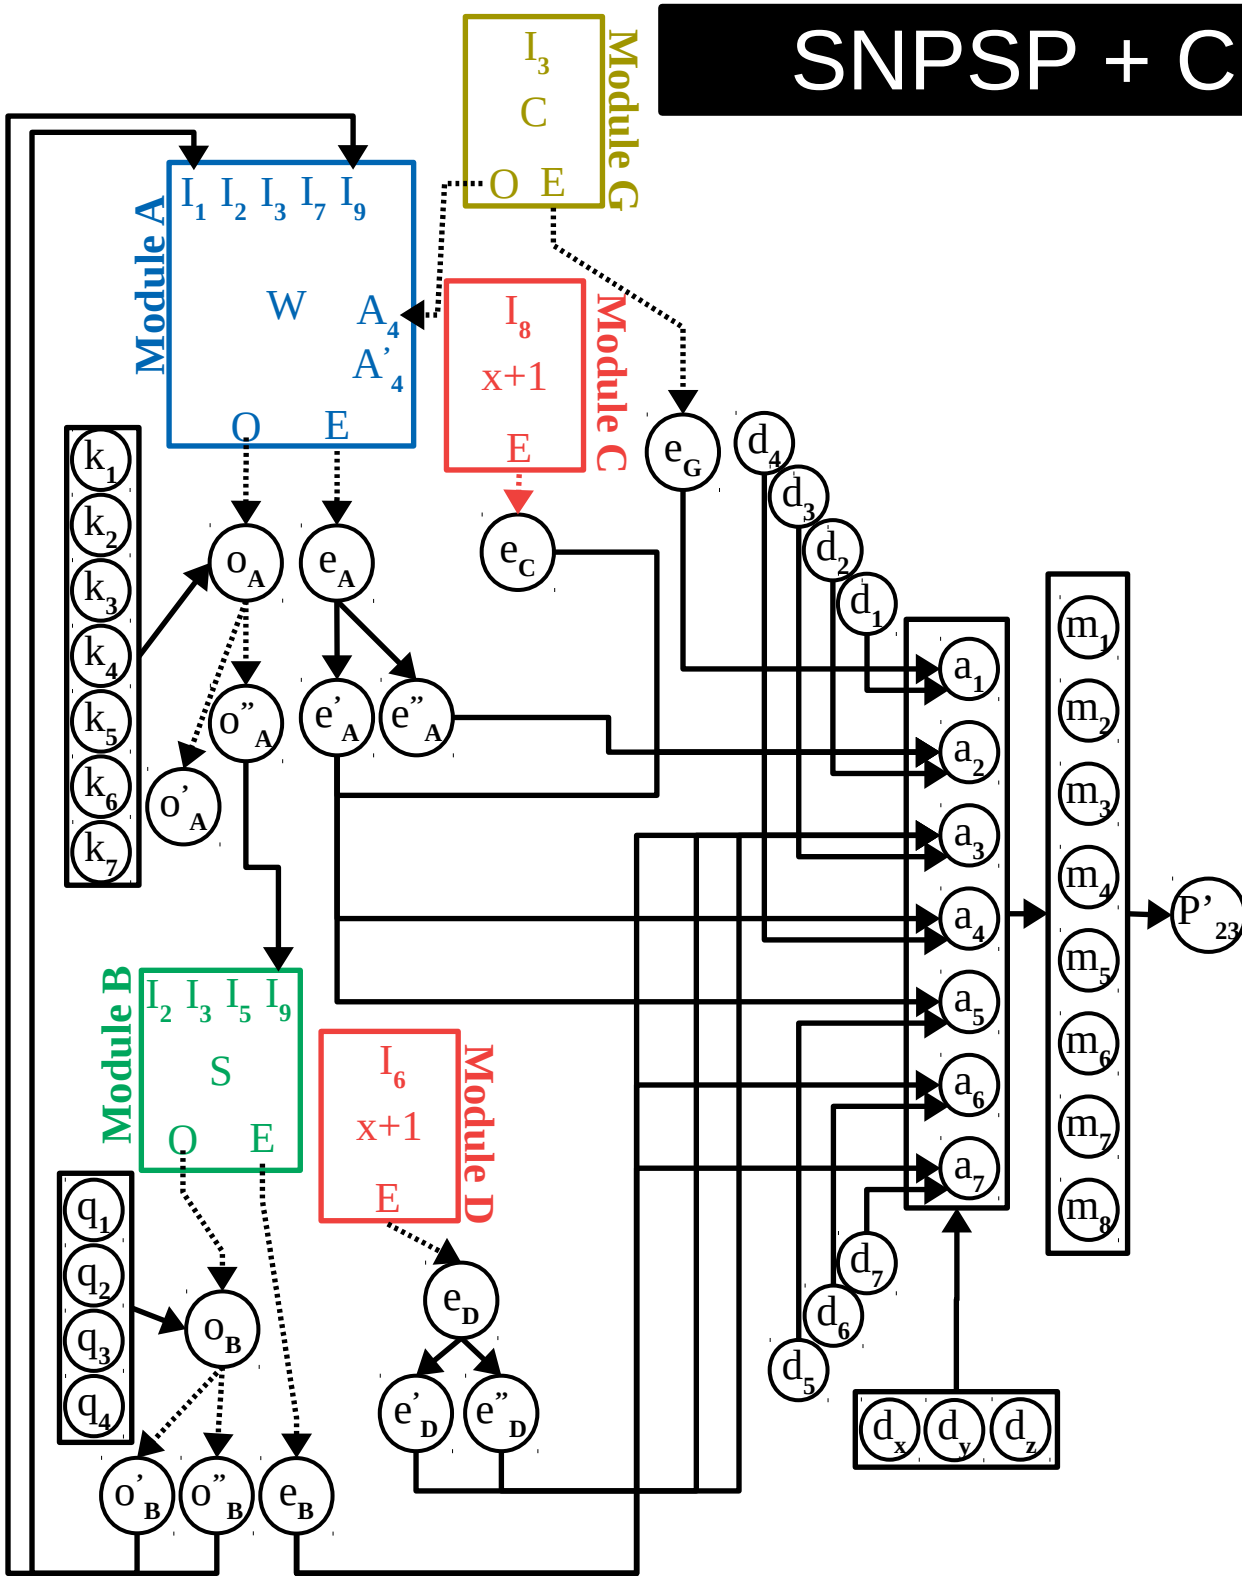 SNPSP + C
Module G
I3
C
O E
Module A
I1 I2 I3 I7 I9
W
A4
A’4
O E
Module C
I8
x+1
E
k1
k2
k3
k4
k5
k6
k7
oA
eA
eC
eG
o’A
o”A
e’A
e”A
d4
d3
d2
d1
a1
a2
a3
a4
a5
a6
a7
m1
m2
m3
m4
m5
m6
m7
m8
P’23
Module B
I2 I3 I5 I9
S
O E
Module D
I6
x+1
E
q1
q2
q3
q4
oB
o’B
o”B
eB
eD
e’D
e”D
d7
d6
d5
dx dy dz